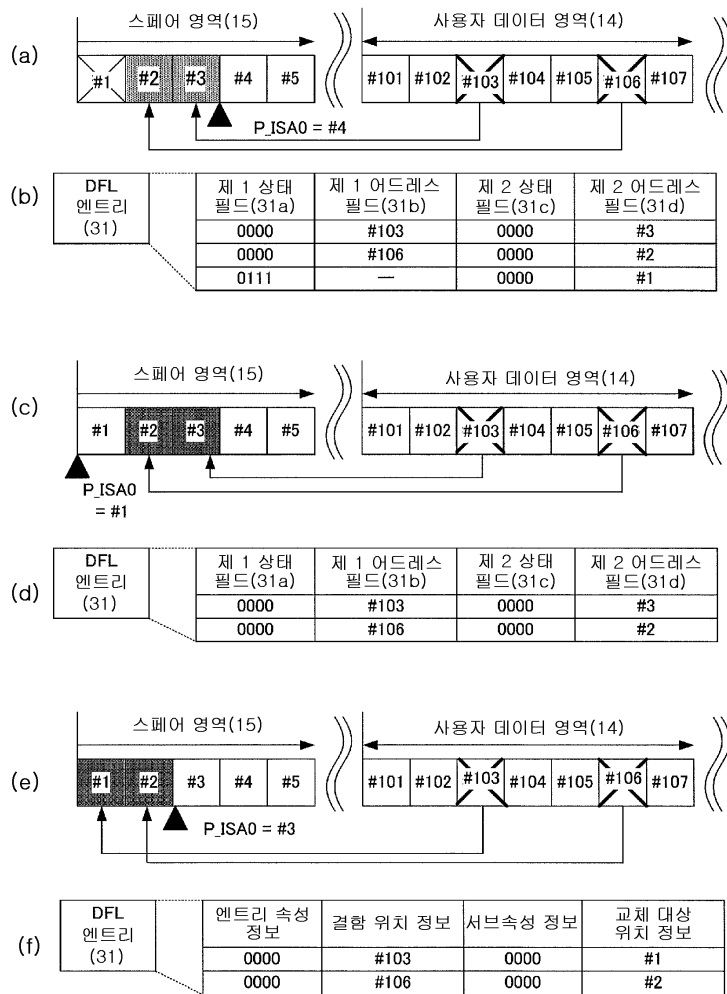 스페어 영역(15) 사용자 데이터 영역(14)
(a)
#1 #2 #3 #4 #5 #101 #102 #103 #104 #105 #106 #107
P_ISA0 = #4
(b)
DFL
엔트리
(31)
제 1 상태 필드(31a) 제 1 어드레스 필드(31b) 제 2 상태 필드(31c) 제 2 어드레스 필드(31d)
0000 #103 0000 #3
0000 #106 0000 #2
0111 — 0000 #1
스페어 영역(15) 사용자 데이터 영역(14)
(c)
#1 #2 #3 #4 #5 #101 #102 #103 #104 #105 #106 #107
P_ISA0
= #1
(d)
DFL
엔트리
(31)
제 1 상태 필드(31a) 제 1 어드레스 필드(31b) 제 2 상태 필드(31c) 제 2 어드레스 필드(31d)
0000 #103 0000 #3
0000 #106 0000 #2
스페어 영역(15) 사용자 데이터 영역(14)
(e)
#1 #2 #3 #4 #5 #101 #102 #103 #104 #105 #106 #107
P_ISA0 = #3
(f)
DFL
엔트리
(31)
엔트리 속성 정보 결함 위치 정보 서브속성 정보 교체 대상 위치 정보
0000 #103 0000 #1
0000 #106 0000 #2